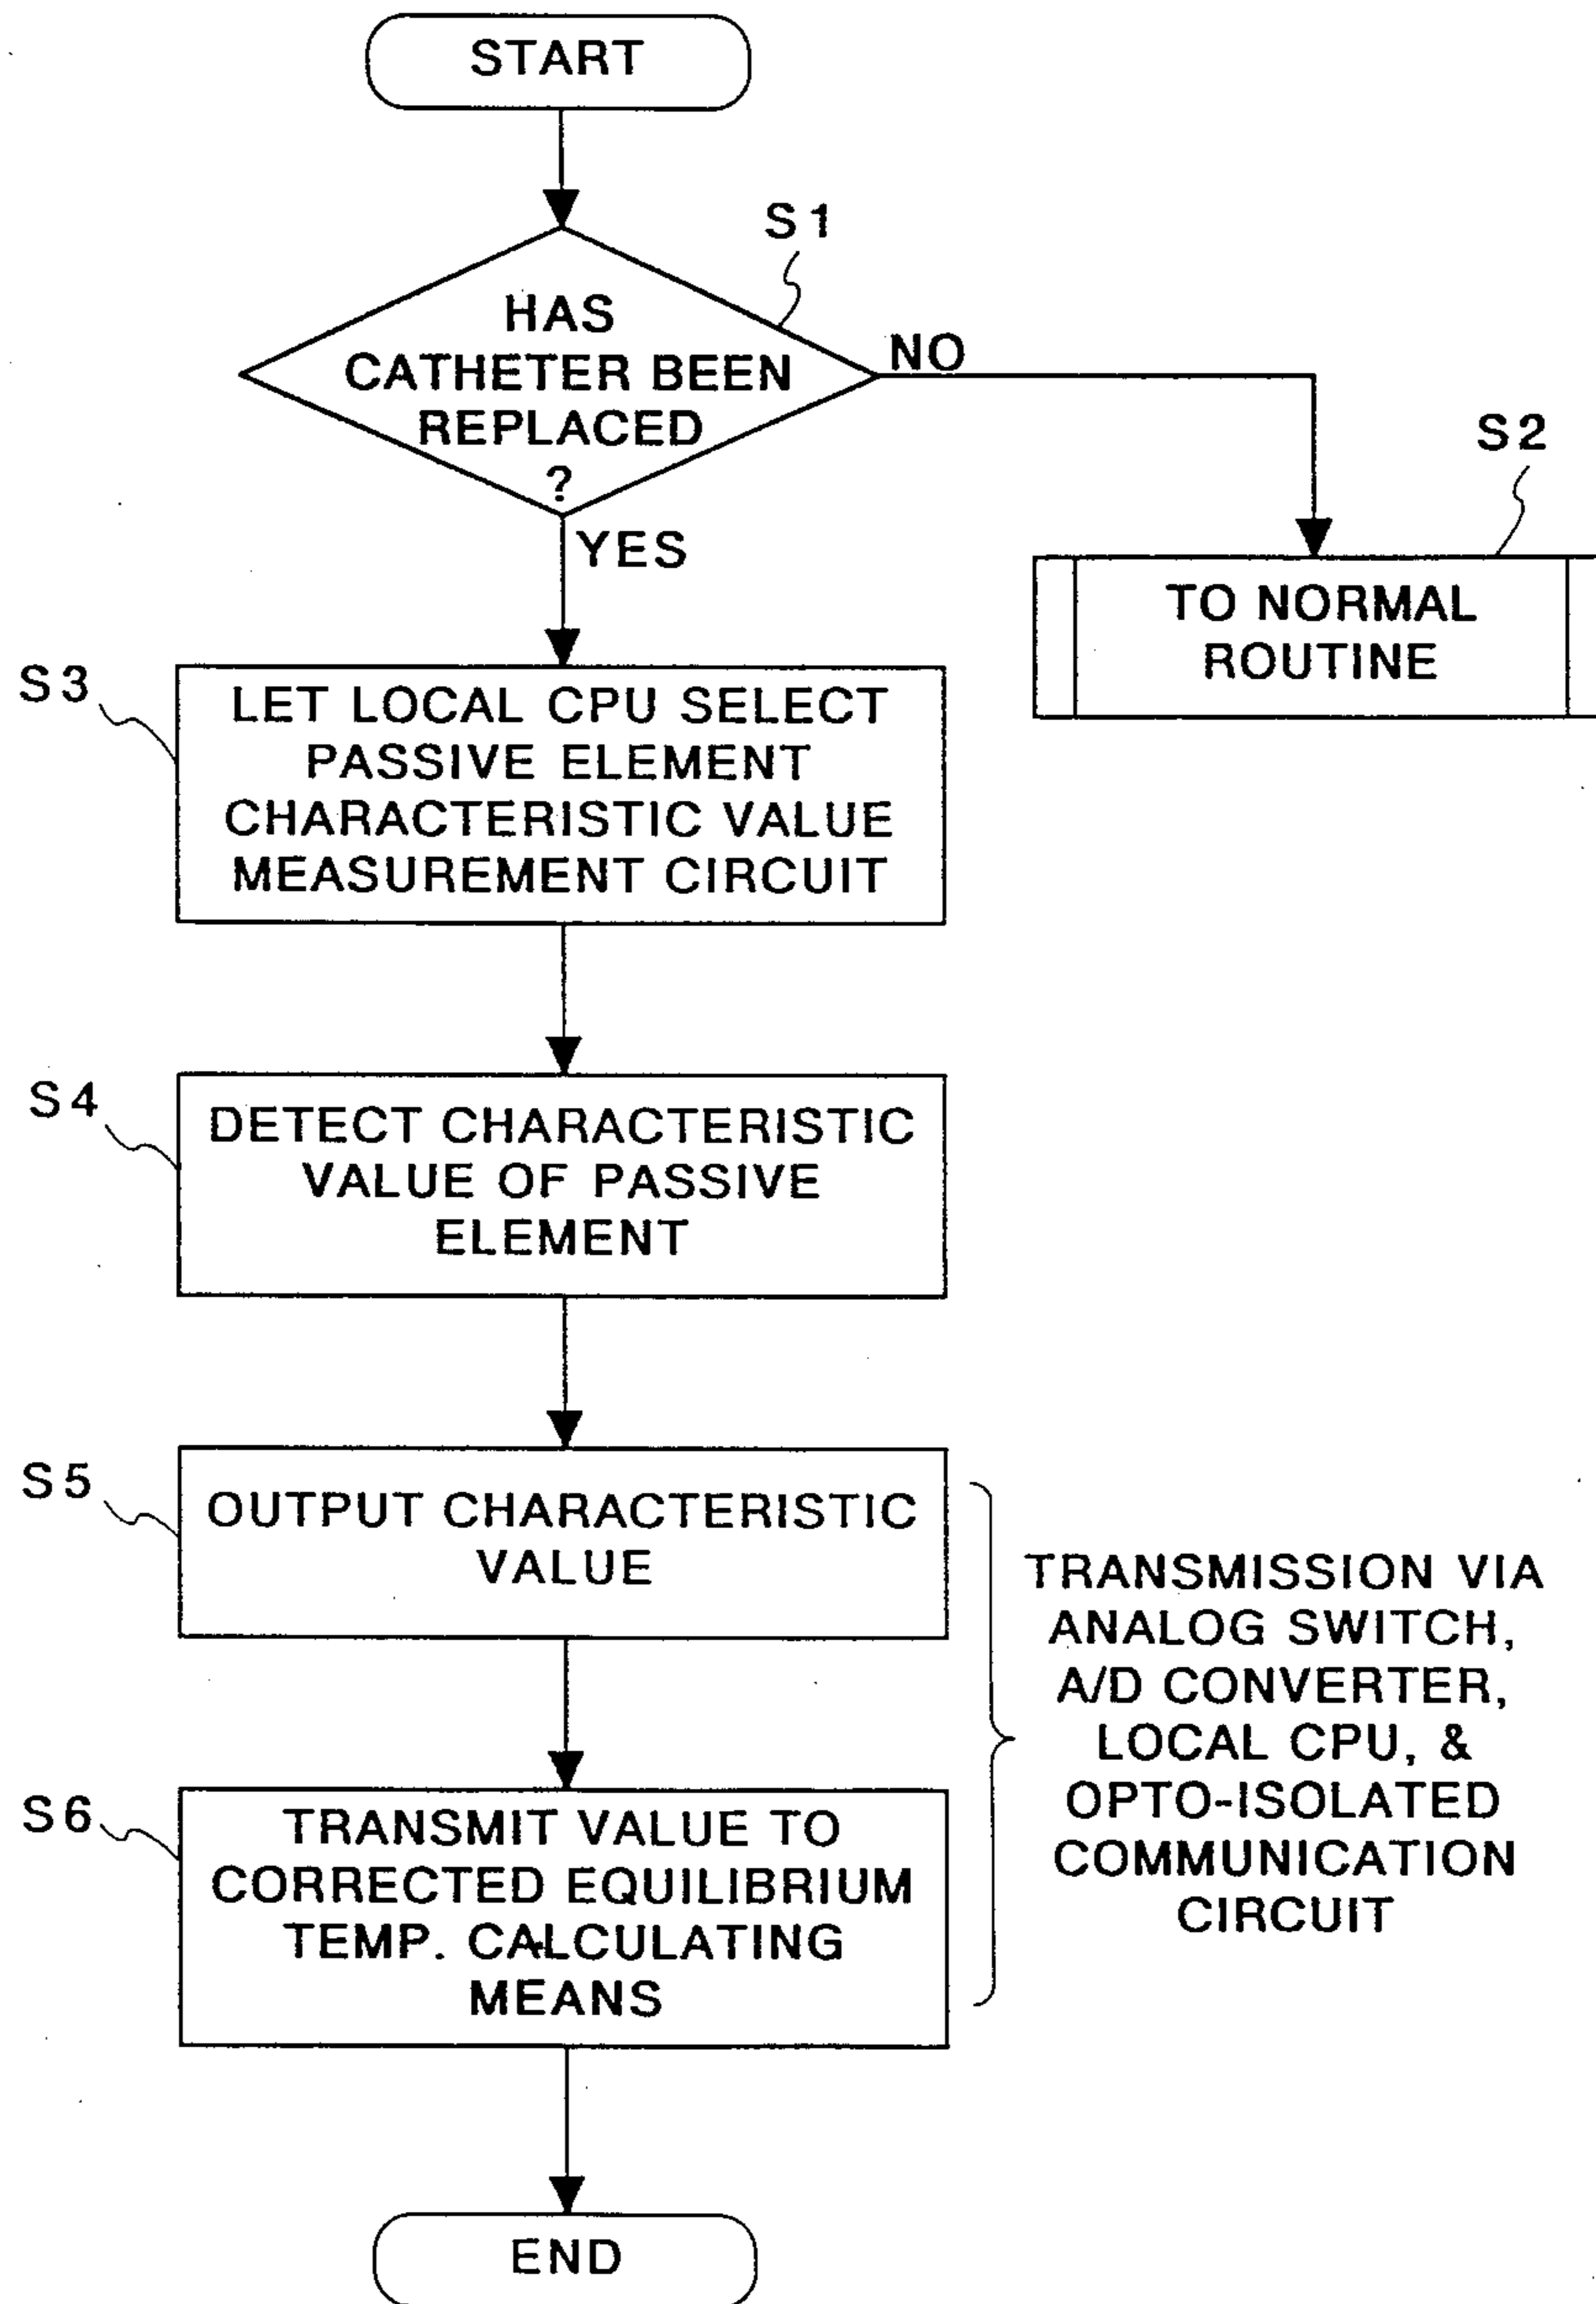 START
S1
HAS
CATHETER BEEN
REPLACED
?
NO
YES
S2
TO NORMAL
ROUTINE
S3
LET LOCAL CPU SELECT
PASSIVE ELEMENT
CHARACTERISTIC VALUE
MEASUREMENT CIRCUIT
S4
DETECT CHARACTERISTIC
VALUE OF PASSIVE
ELEMENT
S5
OUTPUT CHARACTERISTIC
VALUE
TRANSMISSION VIA
ANALOG SWITCH,
A/D CONVERTER,
LOCAL CPU, &
OPTO-ISOLATED
COMMUNICATION
CIRCUIT
S6
TRANSMIT VALUE TO
CORRECTED EQUILIBRIUM
TEMP. CALCULATING
MEANS
END